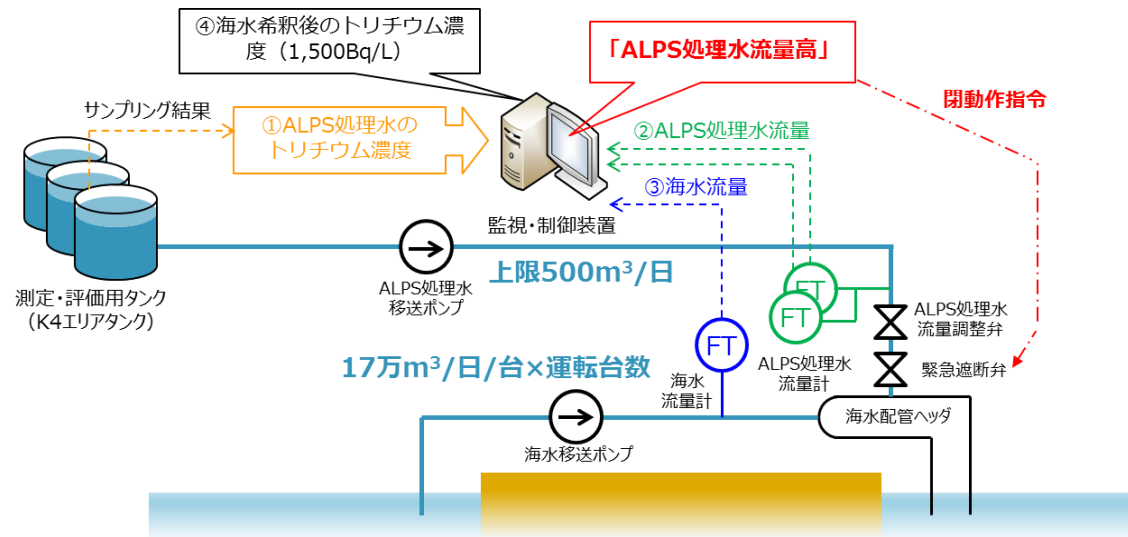 ④海水希釈後のトリチウム濃
度（1,500Bq/L）
「ALPS処理水流量高」
閉動作指令
サンプリング結果
①ALPS処理水の
トリチウム濃度
②ALPS処理水流量
③海水流量
監視・制御装置
上限500m³/日
ALPS処理水
移送ポンプ
測定・評価用タンク
（K4エリアタンク）
FT
FT
ALPS処理水
流量調整弁
FT
ALPS処理水
流量計
緊急遮断弁
17万m³/日/台×運転台数
海水
流量計
海水配管ヘッダ
海水移送ポンプ